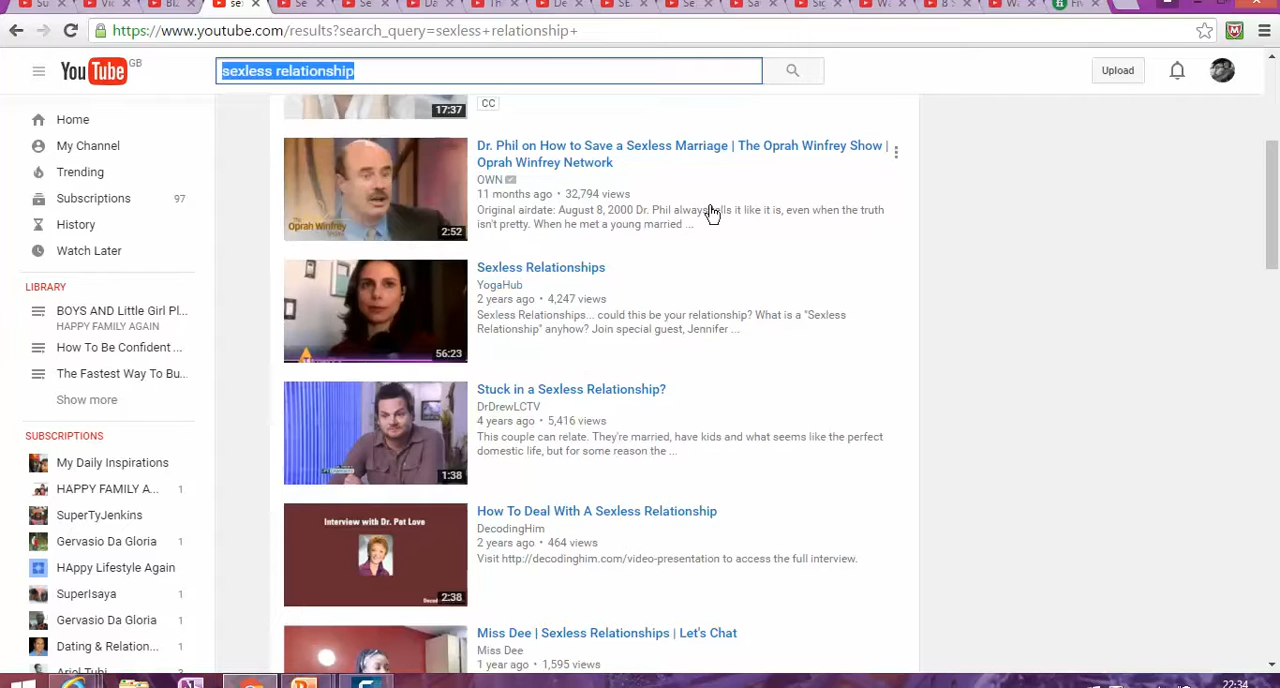 https://www.youtube.com/results?search_query=sexless+relationship+
You Tube GB
sexless relationship
Upload
Home
My Channel
Trending
Subscriptions 97
History
Watch Later
LIBRARY
BOYS AND Little Girl Pl...
HAPPY FAMILY AGAIN
How To Be Confident ...
The Fastest Way To Bu...
Show more
SUBSCRIPTIONS
My Daily Inspirations
HAPPY FAMILY A... 1
SuperTyJenkins
Gervasio Da Gloria 1
HAppy Lifestyle Again
SuperIsaya 1
Gervasio Da Gloria 1
Dating & Relation... 1
17:37
CC
Oprah Winfrey
2:52
Dr. Phil on How to Save a Sexless Marriage | The Oprah Winfrey Show |
Oprah Winfrey Network
OWN
11 months ago • 32,794 views
Original airdate: August 8, 2000 Dr. Phil always tells it like it is, even when the truth
isn't pretty. When he met a young married ...
56:23
Sexless Relationships
YogaHub
2 years ago • 4,247 views
Sexless Relationships... could this be your relationship? What is a "Sexless
Relationship" anyhow? Join special guest, Jennifer ...
1:38
Stuck in a Sexless Relationship?
DrDrewLCTV
4 years ago • 5,416 views
This couple can relate. They're married, have kids and what seems like the perfect
domestic life, but for some reason the ...
Interview with Dr. Pat Love
2:38
How To Deal With A Sexless Relationship
DecodingHim
2 years ago • 464 views
Visit http://decodinghim.com/video-presentation to access the full interview.
Miss Dee | Sexless Relationships | Let's Chat
Miss Dee
1 year ago • 1,595 views
22:34